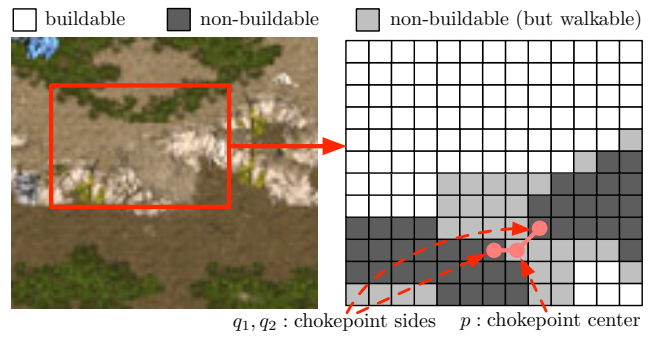 buildable non-buildable non-buildable (but walkable)
q₁, q₂ : chokepoint sides p : chokepoint center